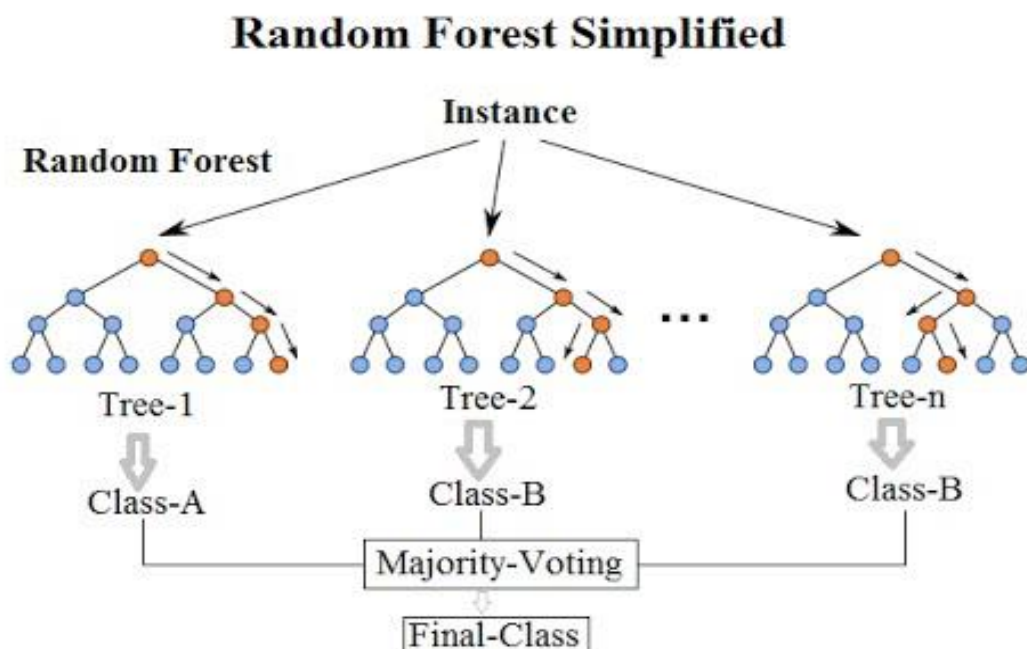 Random Forest Simplified
Instance
Random Forest
...
Tree-1
Tree-2
Tree-n
Class-A
Class-B
Class-B
Majority-Voting
Final-Class